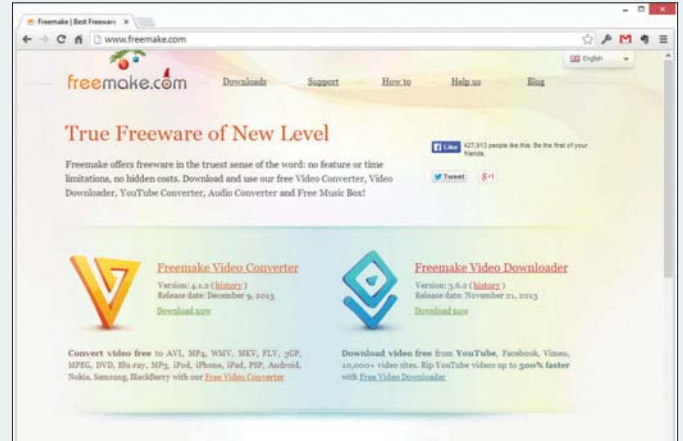 Freemake | Best Freeware
www.freemake.com
English
freemake.com
Downloads Support How to Help us Blog
True Freeware of New Level
Like 427,913 people like this. Be the first of your
friends.
Freemake offers freeware in the truest sense of the word: no feature or time
limitations, no hidden costs. Download and use our free Video Converter, Video
Downloader, YouTube Converter, Audio Converter and Free Music Box!
Tweet g+1
Freemake Video Converter
Version: 4.1.2 ( history )
Release date: December 9, 2013
Download now
Convert video free to AVI, MP4, WMV, MKV, FLV, 3GP,
MPEG, DVD, Blu-ray, MP3, iPod, iPhone, iPad, PSP, Android,
Nokia, Samsung, BlackBerry with our Free Video Converter
Freemake Video Downloader
Version: 3.6.2 ( history )
Release date: November 21, 2013
Download now
Download video free from YouTube, Facebook, Vimeo,
10,000+ video sites. Rip YouTube videos up to 300% faster
with Free Video Downloader